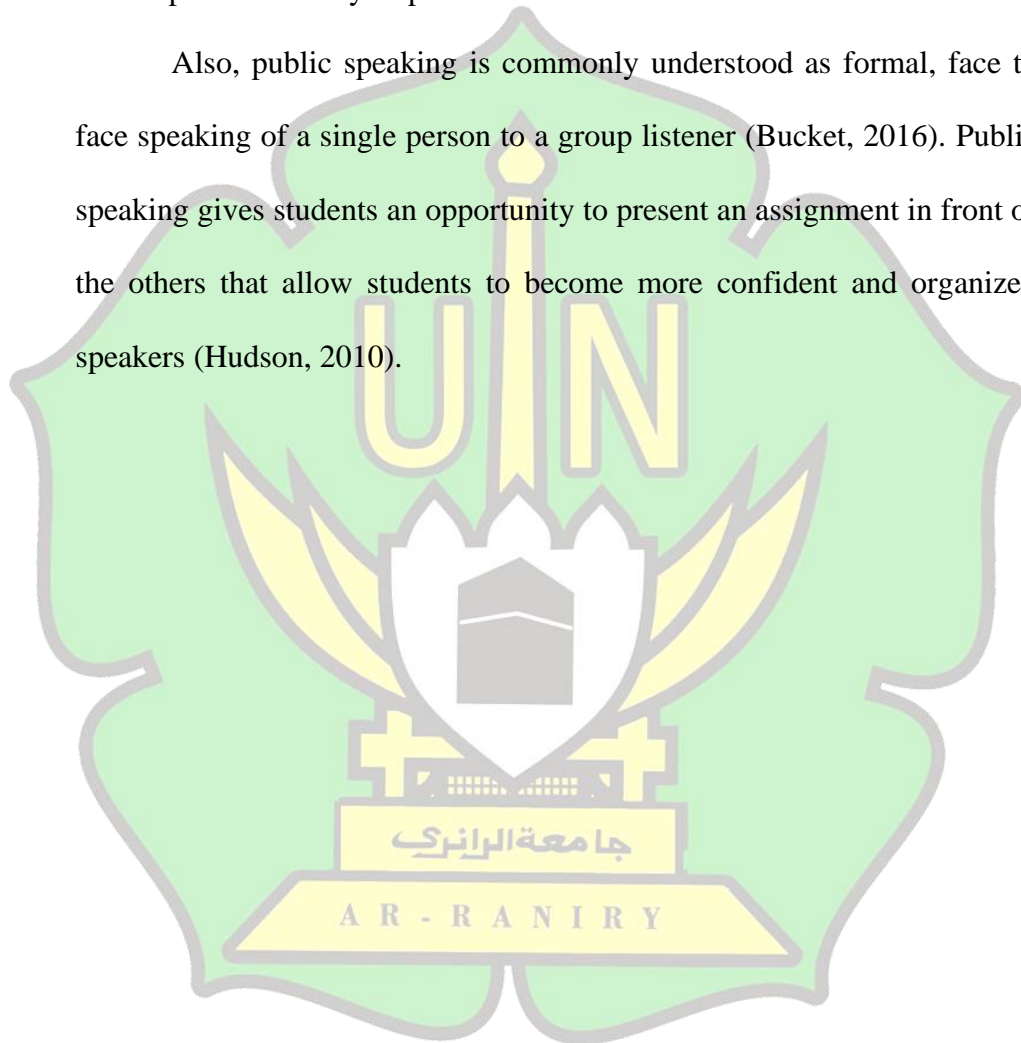 Also, public speaking is commonly understood as formal, face t
face speaking of a single person to a group listener (Bucket, 2016). Publi
speaking gives students an opportunity to present an assignment in front o
the others that allow students to become more confident and organize
speakers (Hudson, 2010).
UIN
جامعة الرانري
AR-RANIRY